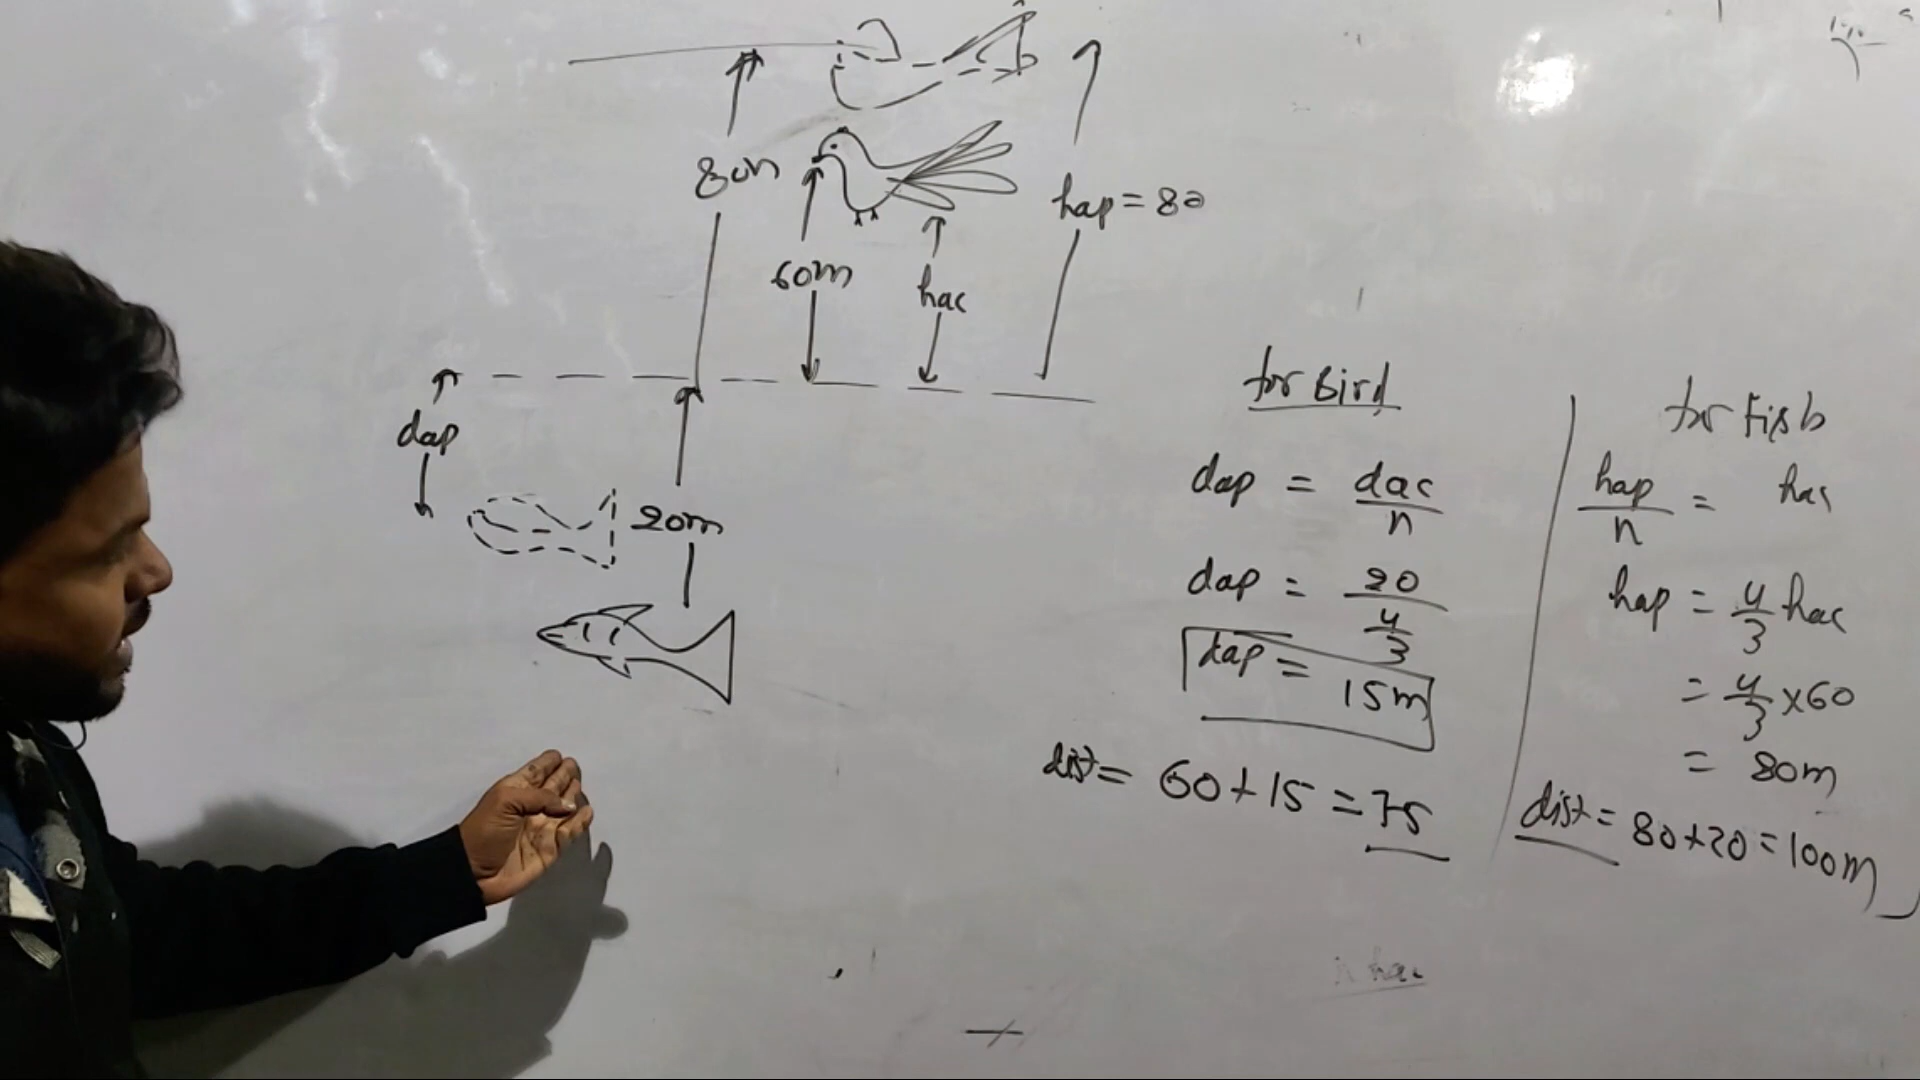 80m
hap = 80
60m
hac
dap
20m
for Bird
dap = dac/n
dap = 20/(4/3)
dap = 15m
dist = 60+15 = 75
for Fish
hap/n = hac
hap = 4/3 hac
= 4/3 x 60
= 80m
dist = 80+20 = 100m